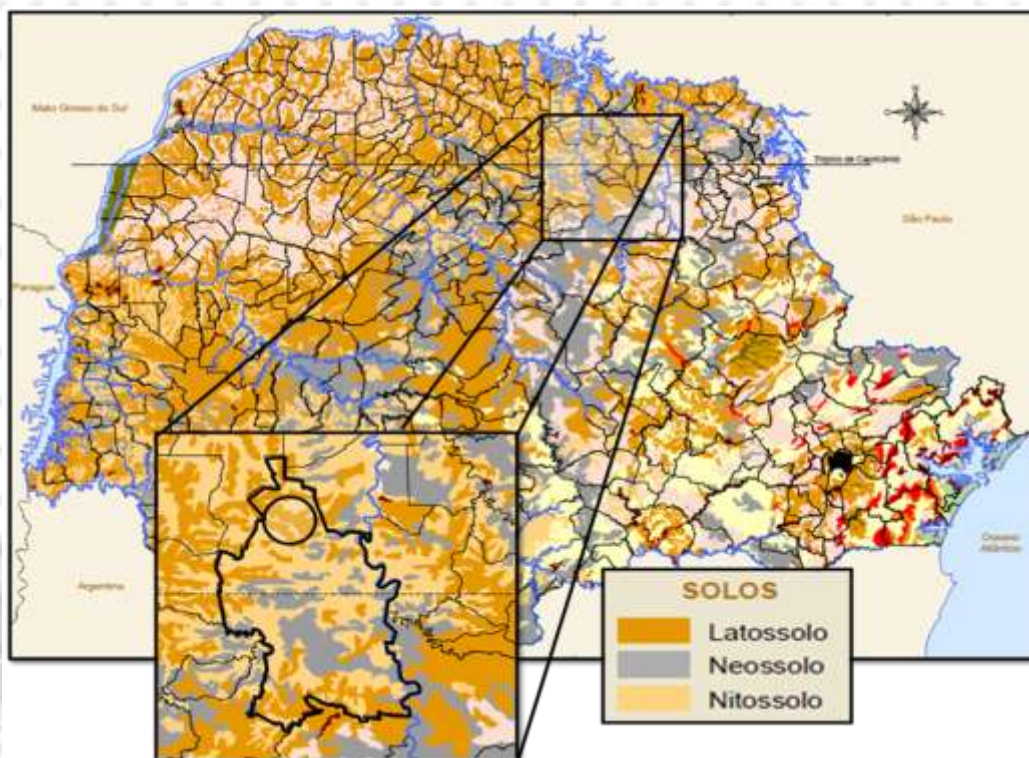 Mato Grosso do Sul
Trópico de Capricórnio
São Paulo
Paraguai
Oceano
Atlântico
Argentina
SOLOS
Latossolo
Neossolo
Nitossolo